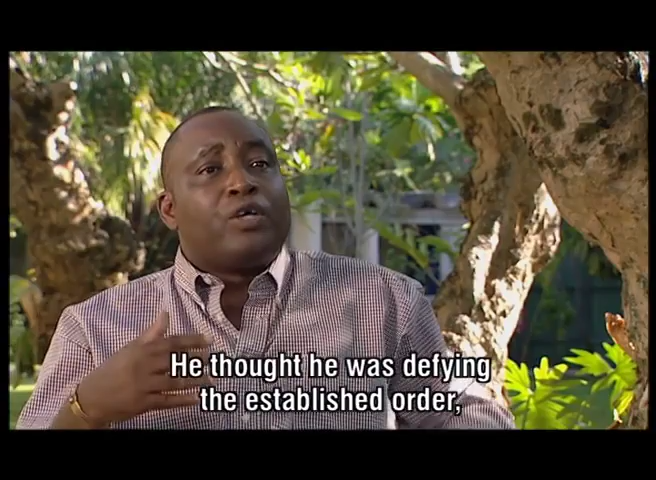 He thought he was defying
the established order,